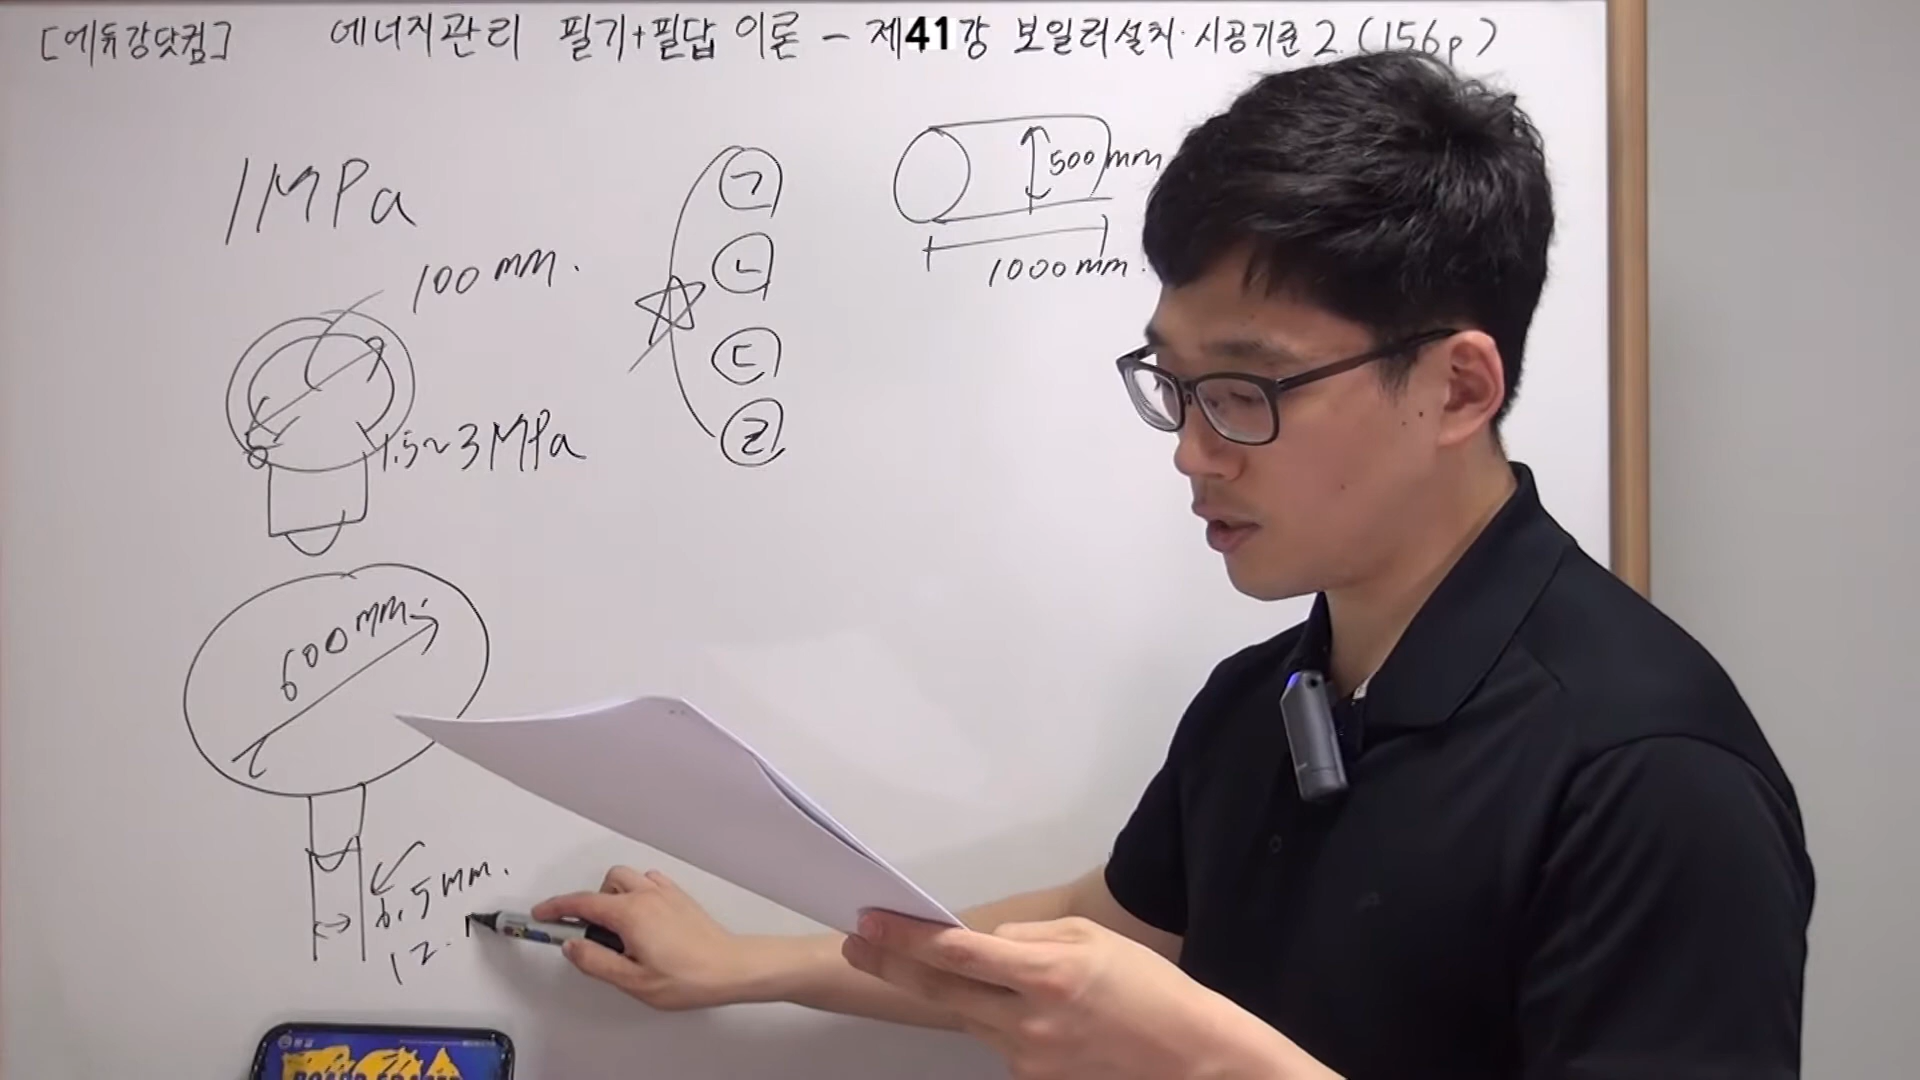 [에듀강닷컴] 에너지관리 필기+필답 이론 - 제41강 보일러설치·시공기준 2. (156p)
1MPa
100mm.
1.5~3MPa
ㄱ
ㄴ
ㄷ
ㄹ
500mm
1000mm.
600mm
6.5mm.
12.
BOARD ERASER